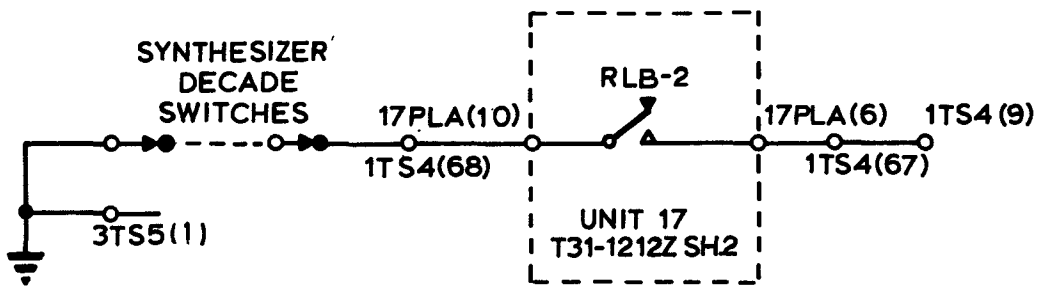 SYNTHESIZER
DECADE
SWITCHES
17PLA(10)
1TS4(68)
RLB-2
17PLA(6)
1TS4(9)
1TS4(67)
3TS5(1)
UNIT 17
T31-1212Z SH.2